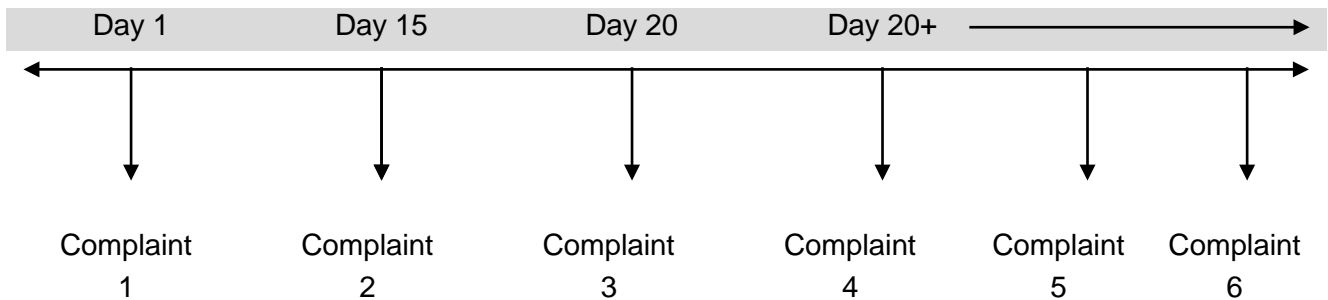 Day 1 Day 15 Day 20 Day 20+
Complaint Complaint Complaint Complaint Complaint Complaint
1 2 3 4 5 6